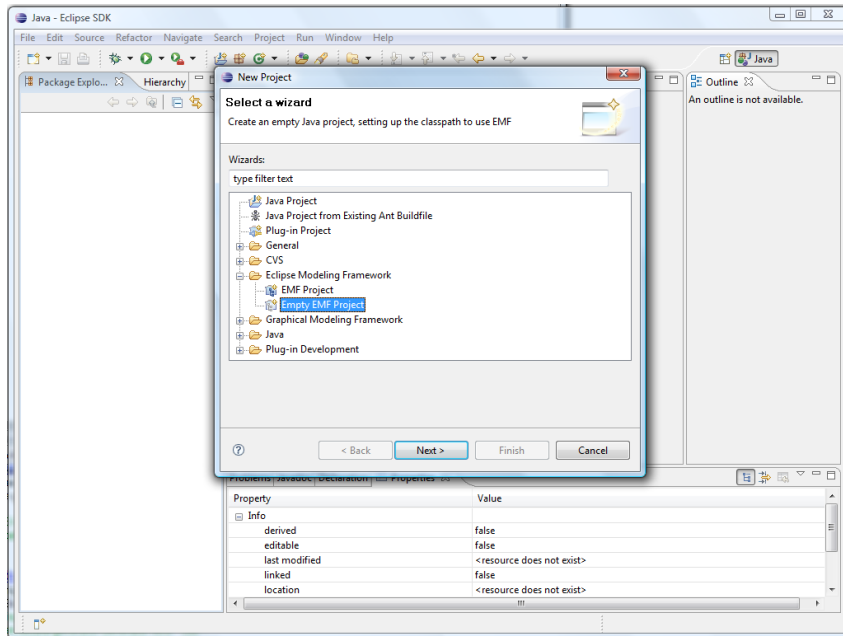 Java - Eclipse SDK
File Edit Source Refactor Navigate Search Project Run Window Help
Java
Package Explo... Hierarchy
Outline
An outline is not available.
New Project
Select a wizard
Create an empty Java project, setting up the classpath to use EMF
Wizards:
type filter text
Java Project
Java Project from Existing Ant Buildfile
Plug-in Project
General
CVS
Eclipse Modeling Framework
EMF Project
Empty EMF Project
Graphical Modeling Framework
Java
Plug-in Development
< Back Next > Finish Cancel
Problems Javadoc Declaration Properties
Property Value
Info
derived false
editable false
last modified <resource does not exist>
linked false
location <resource does not exist>